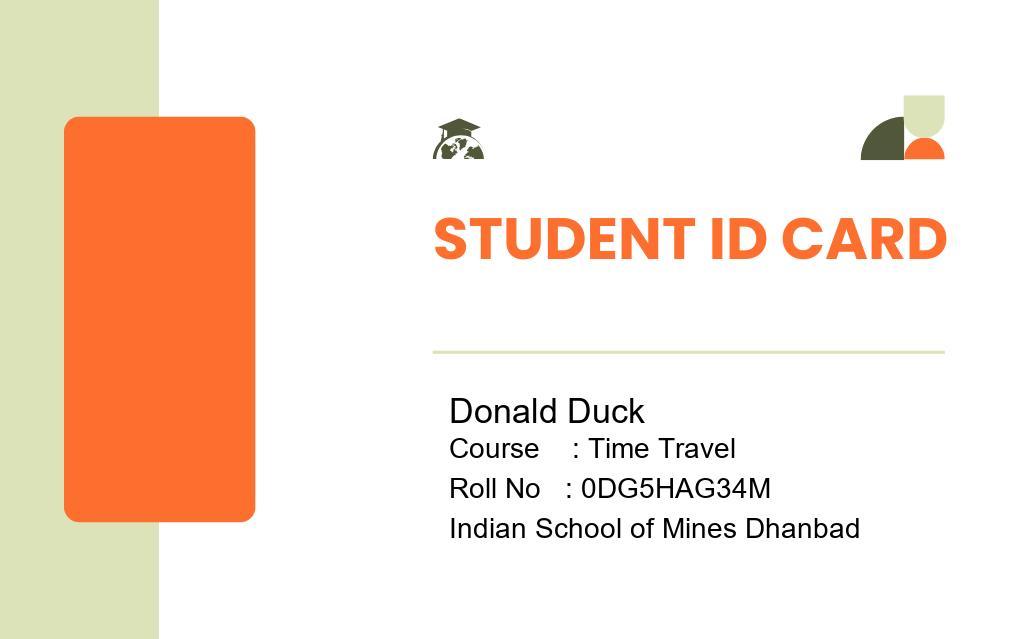 STUDENT ID CARD
Donald Duck
Course : Time Travel
Roll No : 0DG5HAG34M
Indian School of Mines Dhanbad